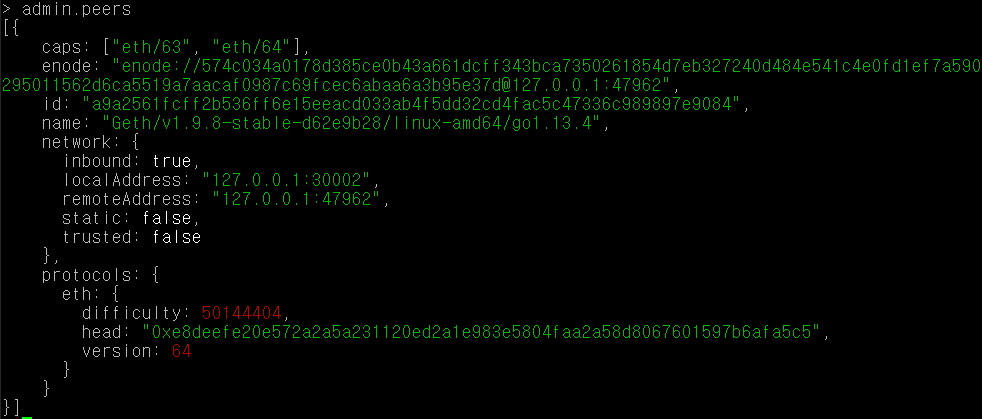 > admin.peers
[{
    caps: ["eth/63", "eth/64"],
    enode: "enode://574c034a0178d385ce0b43a661dcff343bca7350261854d7eb327240d484e541c4e0fd1ef7a590
295011562d6ca5519a7aacaf0987c69fcec6abaa6a3b95e37d@127.0.0.1:47962",
    id: "a9a2561fcff2b536ff6e15eeacd033ab4f5dd32cd4fac5c47336c989897e9084",
    name: "Geth/v1.9.8-stable-d62e9b28/linux-amd64/go1.13.4",
    network: {
      inbound: true,
      localAddress: "127.0.0.1:30002",
      remoteAddress: "127.0.0.1:47962",
      static: false,
      trusted: false
    },
    protocols: {
      eth: {
        difficulty: 50144404,
        head: "0xe8deefe20e572a2a5a231120ed2a1e983e5804faa2a58d8067601597b6afa5c5",
        version: 64
      }
    }
}]